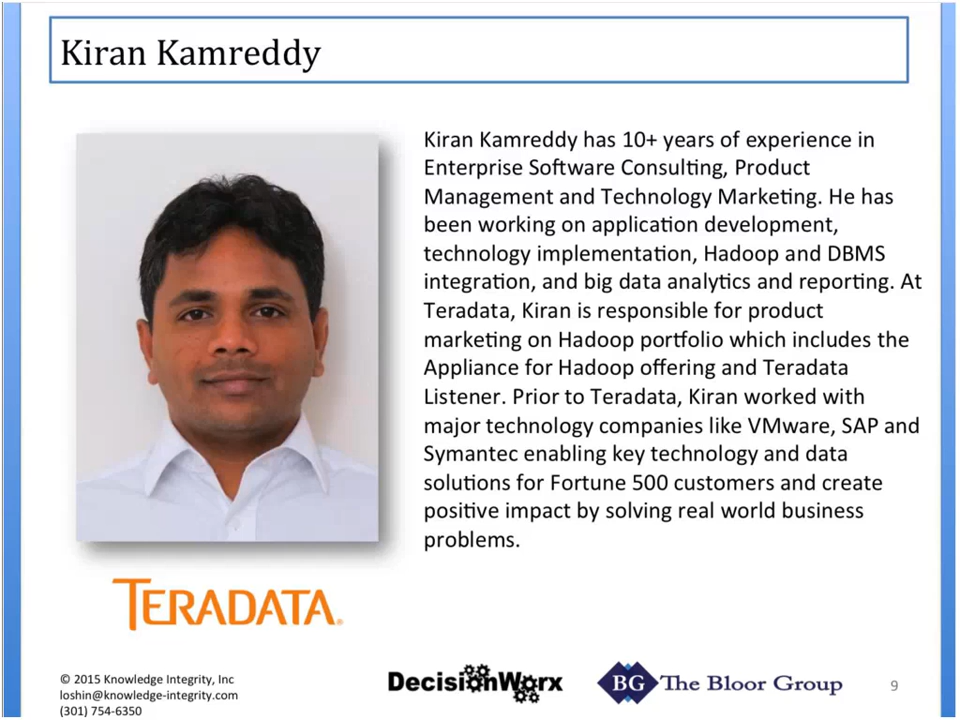 Kiran Kamreddy
Kiran Kamreddy has 10+ years of experience in
Enterprise Software Consulting, Product
Management and Technology Marketing. He has
been working on application development,
technology implementation, Hadoop and DBMS
integration, and big data analytics and reporting. At
Teradata, Kiran is responsible for product
marketing on Hadoop portfolio which includes the
Appliance for Hadoop offering and Teradata
Listener. Prior to Teradata, Kiran worked with
major technology companies like VMware, SAP and
Symantec enabling key technology and data
solutions for Fortune 500 customers and create
positive impact by solving real world business
problems.
TERADATA.
© 2015 Knowledge Integrity, Inc
loshin@knowledge-integrity.com
(301) 754-6350
DecisionWorx
BG The Bloor Group
9